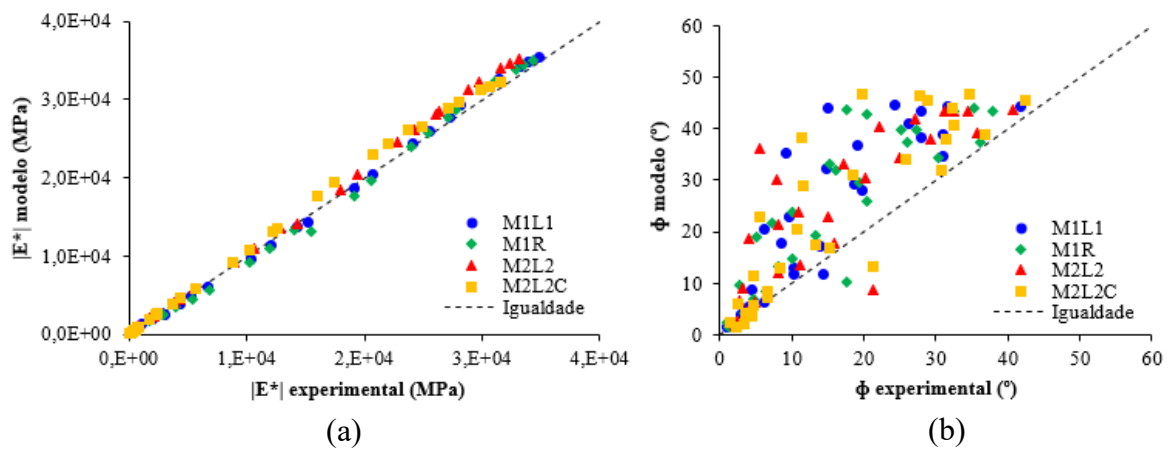 4,0E+04
3,0E+04
2,0E+04
1,0E+04
0,0E+00
|E*| modelo (MPa)
M1L1
M1R
M2L2
M2L2C
Igualdade
0,E+00 1,E+04 2,E+04 3,E+04 4,E+04
|E*| experimental (MPa)
(a)
60
50
40
30
20
10
0
ϕ modelo (º)
M1L1
M1R
M2L2
M2L2C
Igualdade
0 10 20 30 40 50 60
ϕ experimental (º)
(b)